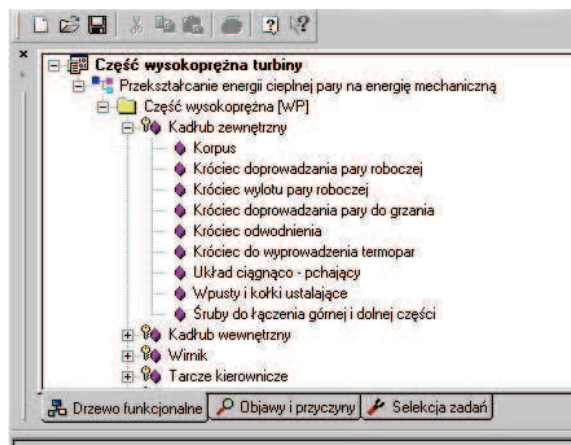 Część wysokoprężna turbiny
Przekształcanie energii cieplnej pary na energię mechaniczną
Część wysokoprężna [WP]
Kadłub zewnętrzny
Korpus
Króciec doprowadzania pary roboczej
Króciec wylotu pary roboczej
Króciec doprowadzania pary do grzania
Króciec odwodnienia
Króciec do wyprowadzenia termopar
Układ ciągnąco - pchający
Wpusty i kołki ustalające
Śruby do łączenia górnej i dolnej części
Kadłub wewnętrzny
Wirnik
Tarcze kierownicze
Drzewo funkcjonalne Objawy i przyczyny Selekcja zadań